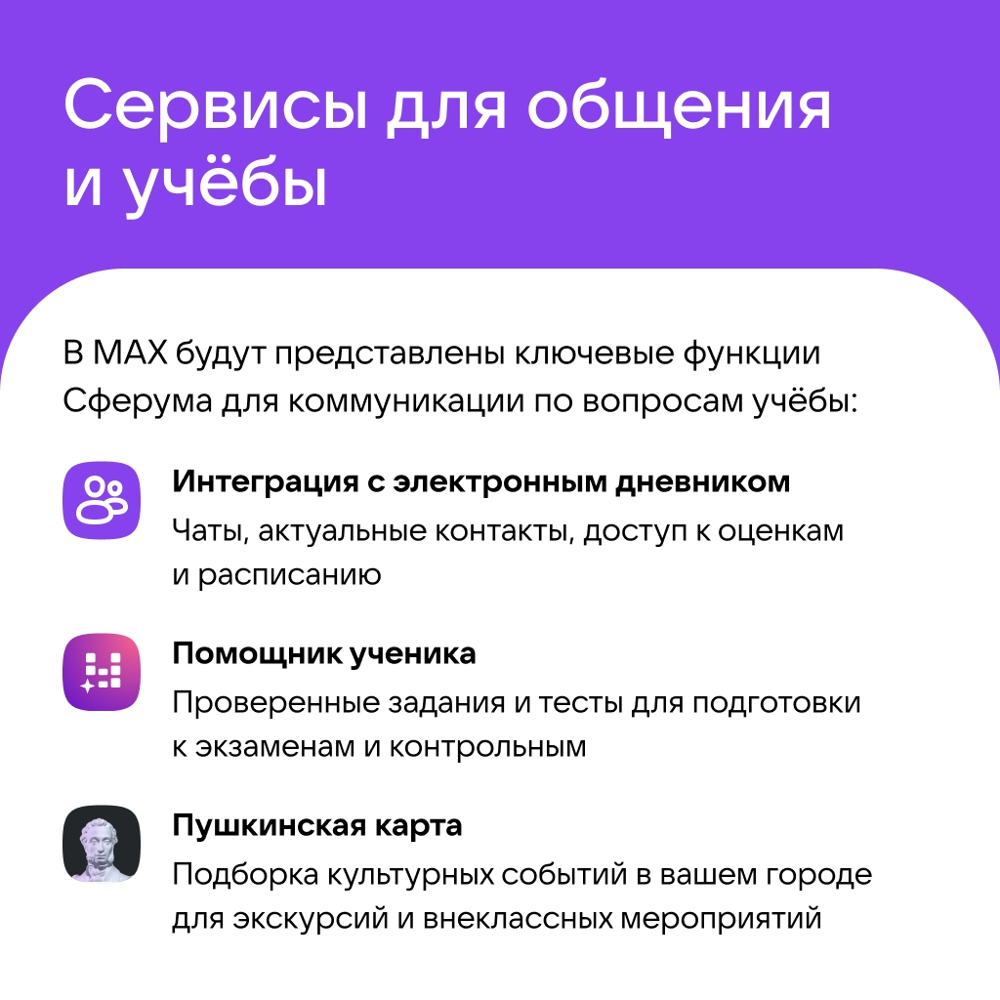 Сервисы для общения
и учёбы
В МАХ будут представлены ключевые функции
Сферума для коммуникации по вопросам учёбы:
Интеграция с электронным дневником
Чаты, актуальные контакты, доступ к оценкам
и расписанию
Помощник ученика
Проверенные задания и тесты для подготовки
к экзаменам и контрольным
Пушкинская карта
Подборка культурных событий в вашем городе
для экскурсий и внеклассных мероприятий